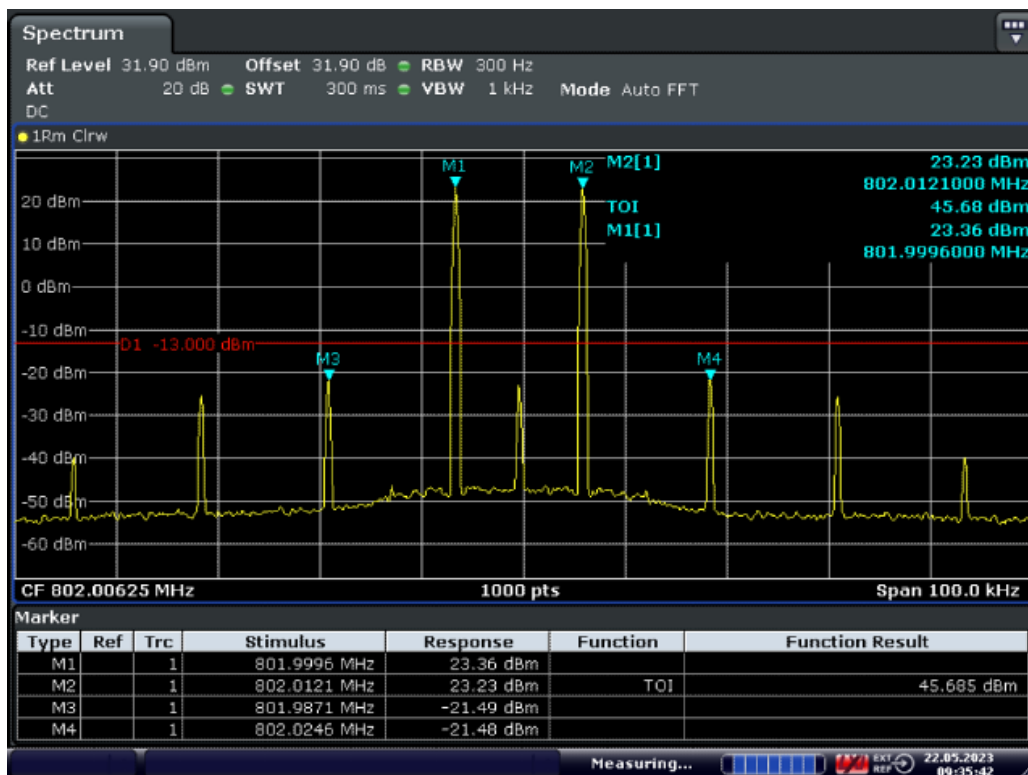 Spectrum
Ref Level 31.90 dBm Offset 31.90 dB RBW 300 Hz
Att 20 dB SWT 300 ms VBW 1 kHz Mode Auto FFT
DC
1Rm Clrw
M1 M2 M2[1] 23.23 dBm
802.0121000 MHz
20 dBm TOI 45.68 dBm
M1[1] 23.36 dBm
10 dBm 801.9996000 MHz
0 dBm
-10 dBm
D1 -13.000 dBm
M3 M4
-20 dBm
-30 dBm
-40 dBm
-50 dBm
-60 dBm
CF 802.00625 MHz 1000 pts Span 100.0 kHz
Marker
Type Ref Trc Stimulus Response Function Function Result
M1 1 801.9996 MHz 23.36 dBm
M2 1 802.0121 MHz 23.23 dBm TOI 45.685 dBm
M3 1 801.9871 MHz -21.49 dBm
M4 1 802.0246 MHz -21.48 dBm
Measuring... EXT REF 22.05.2023
09:35:42